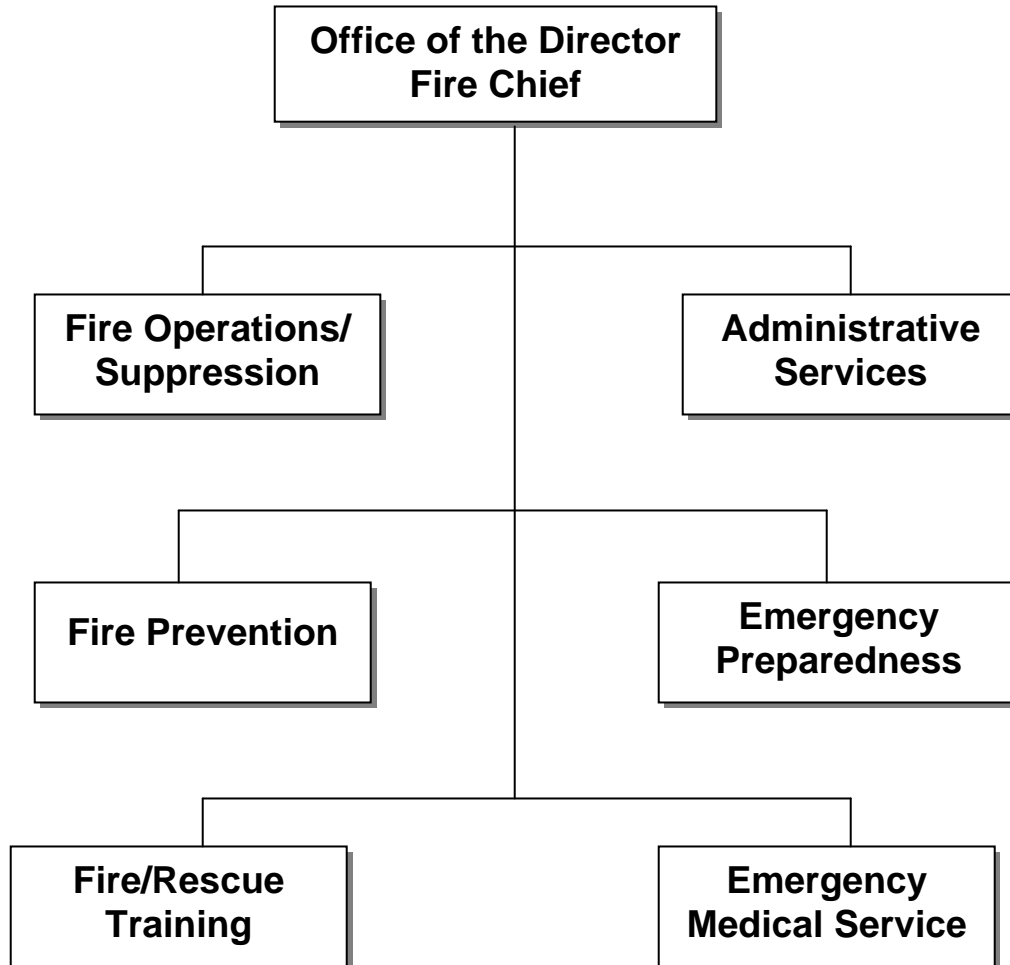 Office of the Director
Fire Chief
Fire Operations/
Suppression
Administrative
Services
Fire Prevention
Emergency
Preparedness
Fire/Rescue
Training
Emergency
Medical Service